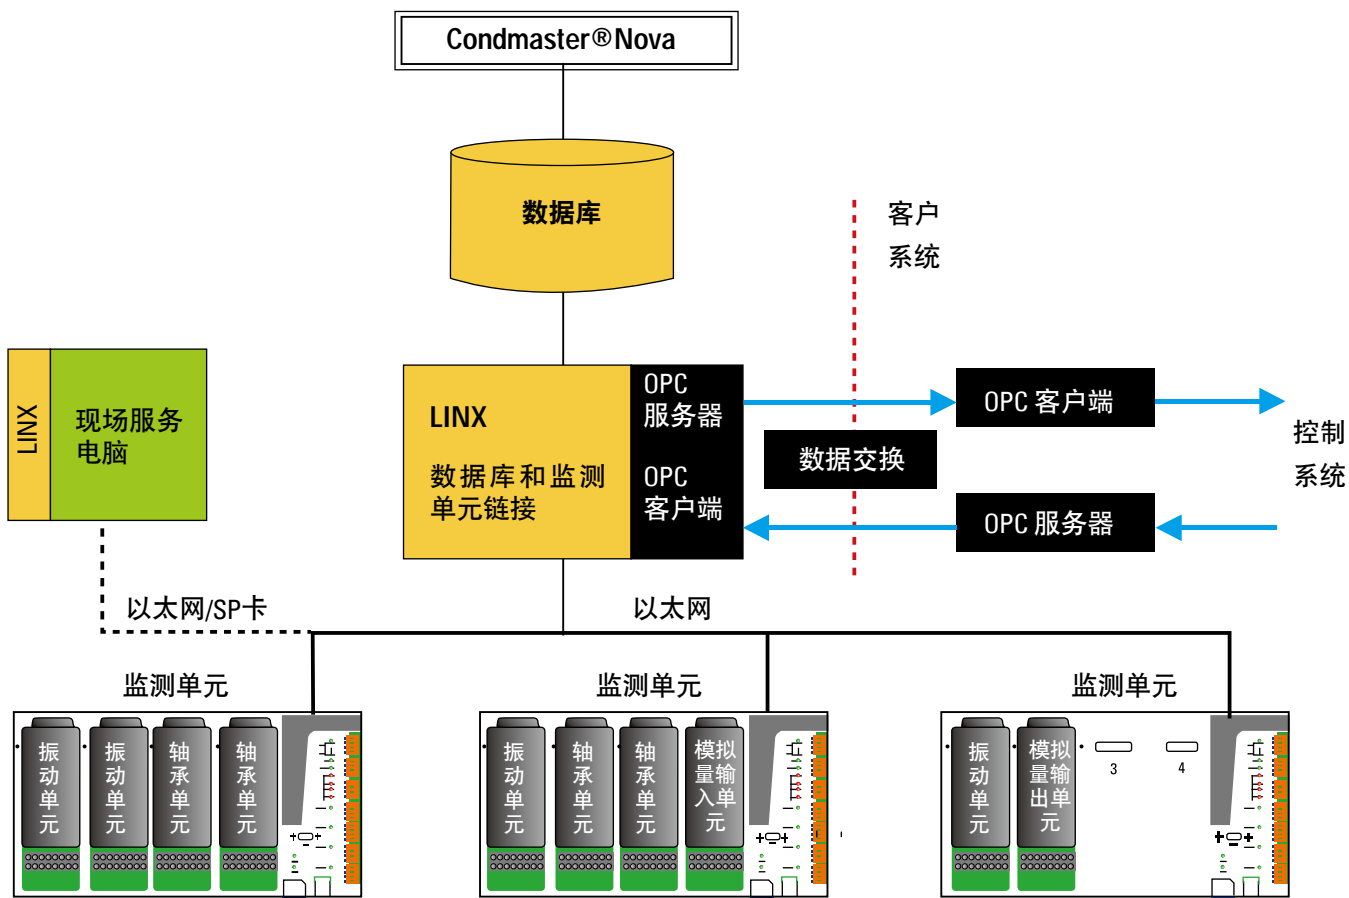 Condmaster®Nova
数据库
客户
系统
LINX
现场服务
电脑
LINX
数据库和监测
单元链接
OPC
服务器
OPC
客户端
数据交换
OPC 客户端
OPC 服务器
控制
系统
以太网/SP卡
以太网
监测单元
监测单元
监测单元
振动单元
振动单元
轴承单元
轴承单元
振动单元
轴承单元
轴承单元
模拟
量输
入单
元
振动单元
模拟
量输
出单
元
3
4